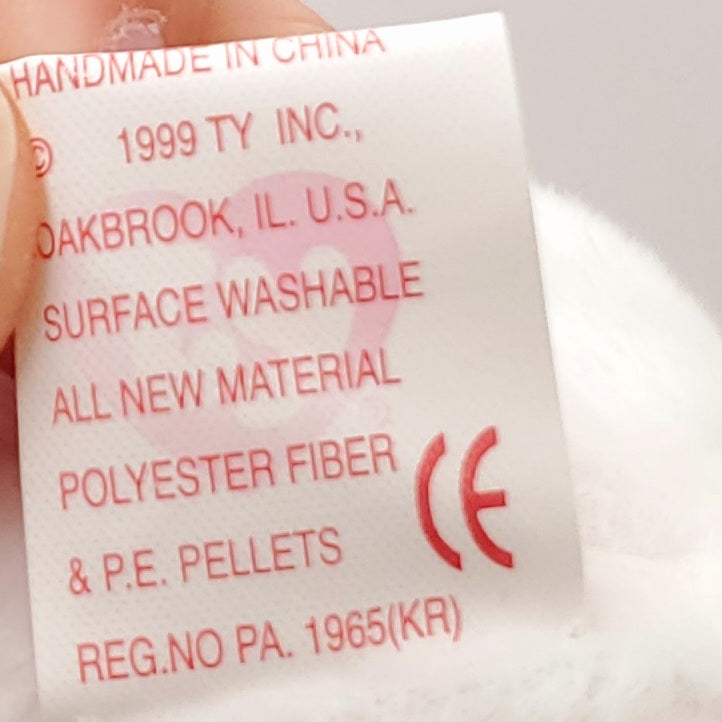 HANDMADE IN CHINA
© 1999 TY INC.,
OAKBROOK, IL. U.S.A.
SURFACE WASHABLE
ALL NEW MATERIAL
POLYESTER FIBER
& P.E. PELLETS
CE
REG.NO PA. 1965(KR)